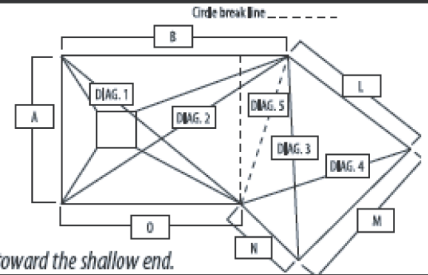 Circle break line
B
DIAG. 1
L
A
DIAG. 2
DIAG. 5
DIAG. 3
DIAG. 4
O
N
M
toward the shallow end.